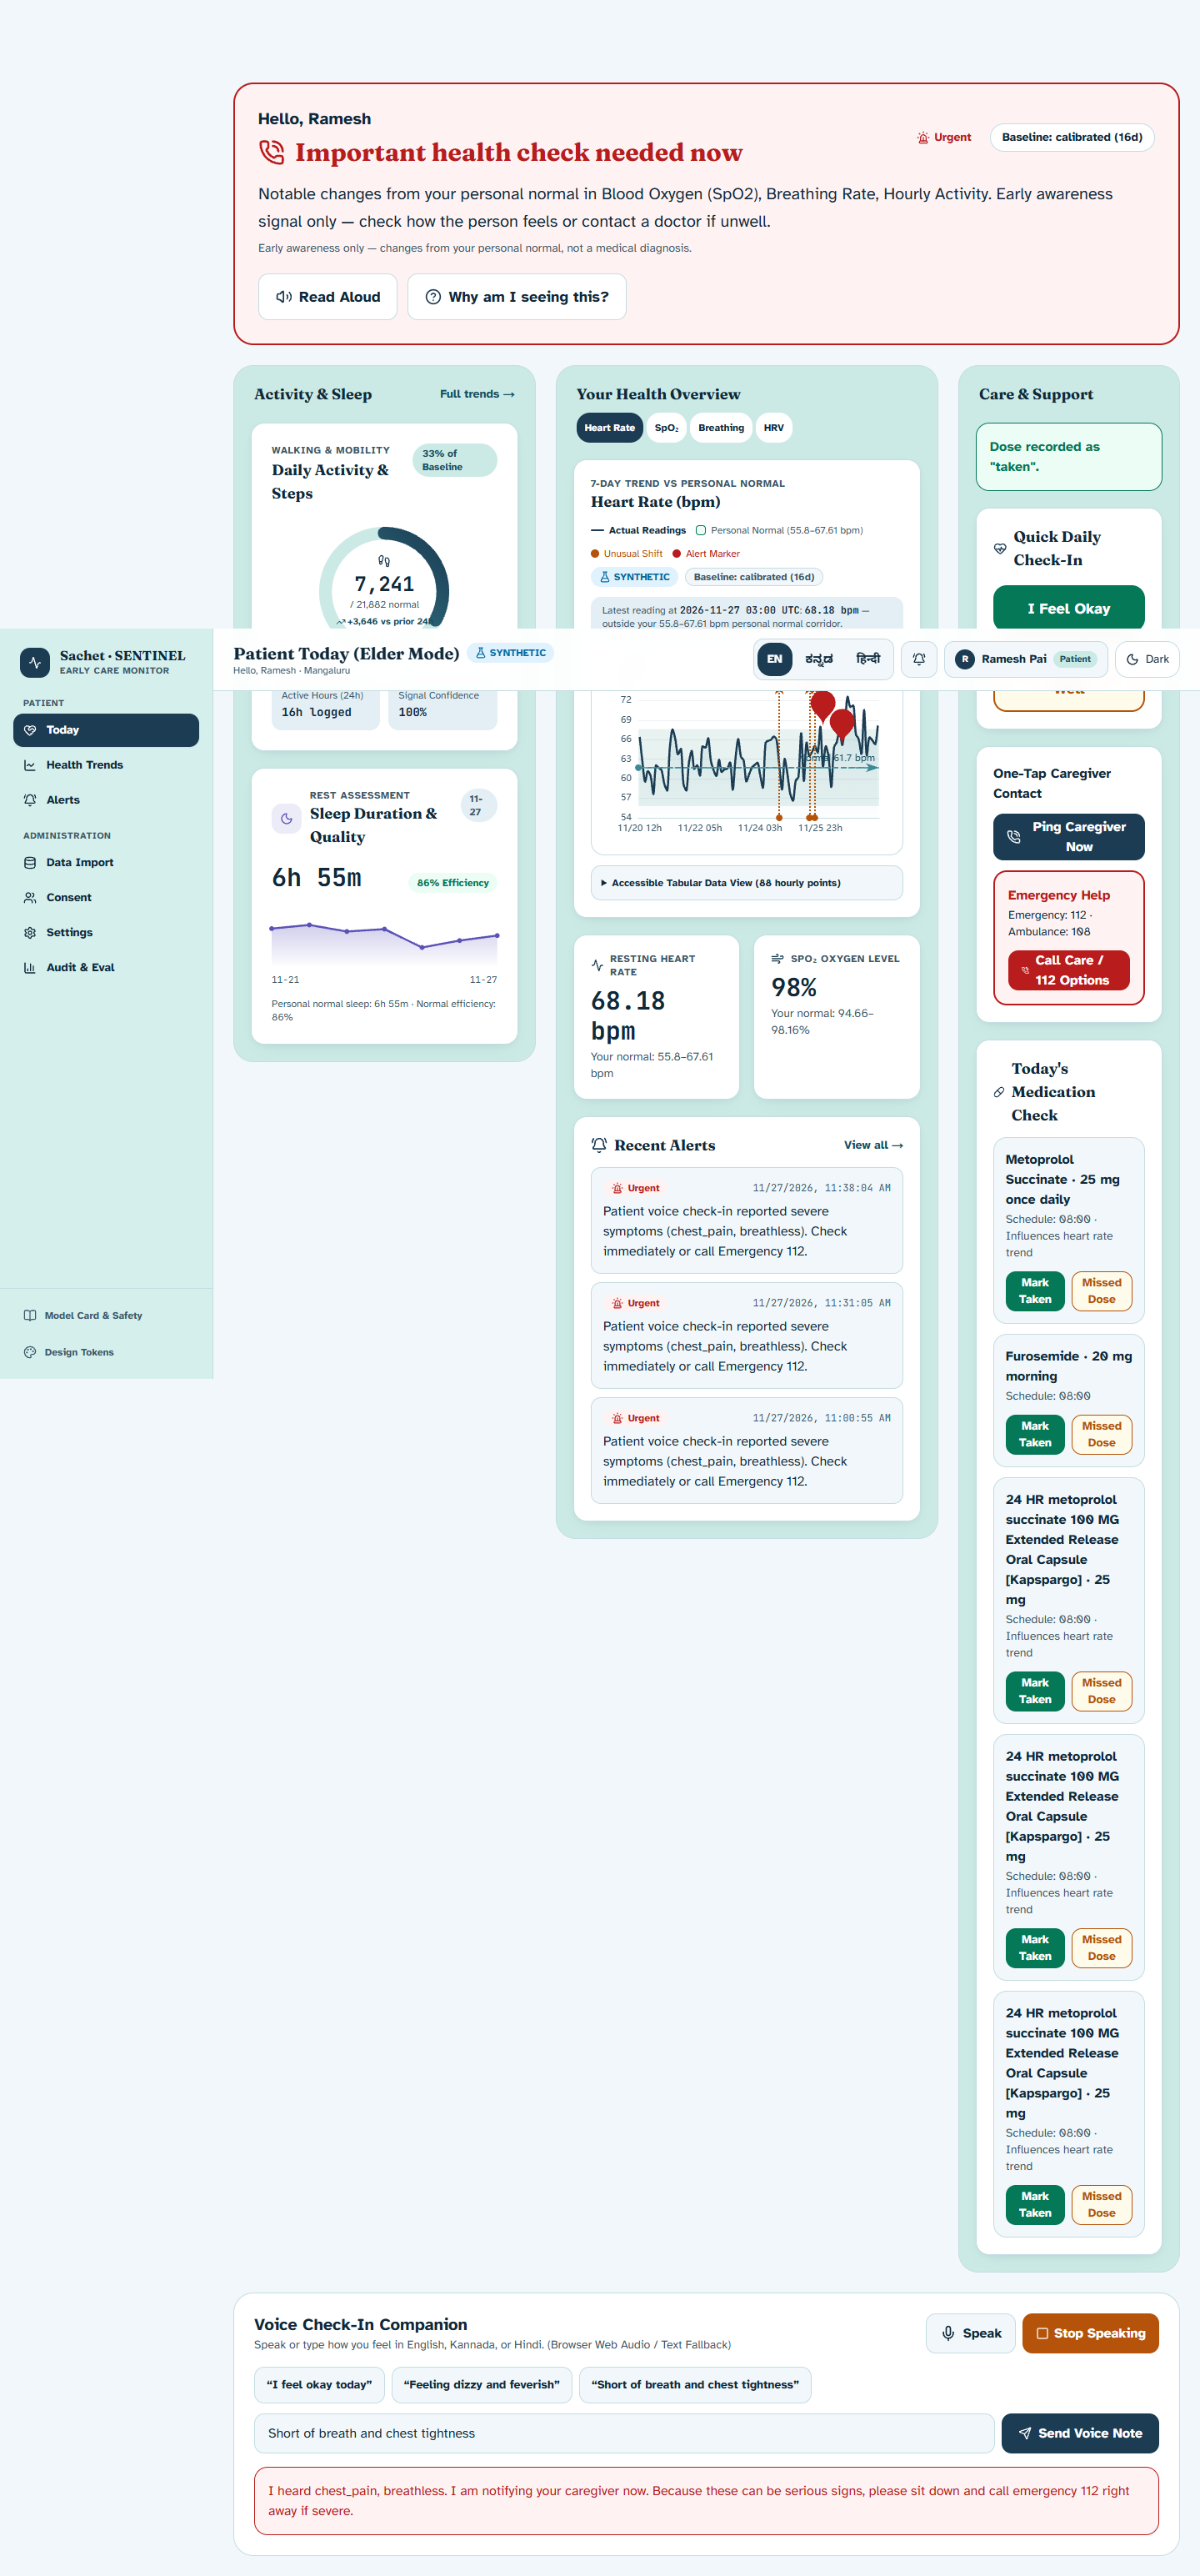 Hello, Ramesh
Important health check needed now
Urgent
Baseline: calibrated (16d)
Notable changes from your personal normal in Blood Oxygen (SpO2), Breathing Rate, Hourly Activity. Early awareness
signal only — check how the person feels or contact a doctor if unwell.
Early awareness only — changes from your personal normal, not a medical diagnosis.
Read Aloud
Why am I seeing this?
Activity & Sleep
Full trends →
WALKING & MOBILITY
Daily Activity &
Steps
33% of
Baseline
7,241
/ 21,882 normal
+3,646 vs prior 24h
Active Hours (24h)
16h logged
Signal Confidence
100%
REST ASSESSMENT
Sleep Duration &
Quality
11-
27
6h 55m
86% Efficiency
11-21
11-27
Personal normal sleep: 6h 55m · Normal efficiency:
86%
Your Health Overview
Heart Rate
SpO₂
Breathing
HRV
7-DAY TREND VS PERSONAL NORMAL
Heart Rate (bpm)
Actual Readings
Personal Normal (55.8–67.61 bpm)
Unusual Shift
Alert Marker
SYNTHETIC
Baseline: calibrated (16d)
Latest reading at 2026-11-27 03:00 UTC: 68.18 bpm —
outside your 55.8–67.61 bpm personal normal corridor.
72
69
66
63
60
57
54
61.7 bpm
11/20 12h
11/22 05h
11/24 03h
11/25 23h
Accessible Tabular Data View (88 hourly points)
RESTING HEART
RATE
68.18
bpm
Your normal: 55.8–67.61
bpm
SPO₂ OXYGEN LEVEL
98%
Your normal: 94.66–
98.16%
Recent Alerts
View all →
Urgent
11/27/2026, 11:38:04 AM
Patient voice check-in reported severe
symptoms (chest_pain, breathless). Check
immediately or call Emergency 112.
Urgent
11/27/2026, 11:31:05 AM
Patient voice check-in reported severe
symptoms (chest_pain, breathless). Check
immediately or call Emergency 112.
Urgent
11/27/2026, 11:00:55 AM
Patient voice check-in reported severe
symptoms (chest_pain, breathless). Check
immediately or call Emergency 112.
Care & Support
Dose recorded as
"taken".
Quick Daily
Check-In
I Feel Okay
Well
One-Tap Caregiver
Contact
Ping Caregiver
Now
Emergency Help
Emergency: 112 ·
Ambulance: 108
Call Care /
112 Options
Today's
Medication
Check
Metoprolol
Succinate · 25 mg
once daily
Schedule: 08:00 ·
Influences heart rate
trend
Mark
Taken
Missed
Dose
Furosemide · 20 mg
morning
Schedule: 08:00
Mark
Taken
Missed
Dose
24 HR metoprolol
succinate 100 MG
Extended Release
Oral Capsule
[Kapspargo] · 25
mg
Schedule: 08:00 ·
Influences heart rate
trend
Mark
Taken
Missed
Dose
24 HR metoprolol
succinate 100 MG
Extended Release
Oral Capsule
[Kapspargo] · 25
mg
Schedule: 08:00 ·
Influences heart rate
trend
Mark
Taken
Missed
Dose
24 HR metoprolol
succinate 100 MG
Extended Release
Oral Capsule
[Kapspargo] · 25
mg
Schedule: 08:00 ·
Influences heart rate
trend
Mark
Taken
Missed
Dose
Sachet · SENTINEL
EARLY CARE MONITOR
PATIENT
Today
Health Trends
Alerts
ADMINISTRATION
Data Import
Consent
Settings
Audit & Eval
Model Card & Safety
Design Tokens
Patient Today (Elder Mode)
SYNTHETIC
Hello, Ramesh · Mangaluru
EN
ಕನ್ನಡ
हिन्दी
R
Ramesh Pai
Patient
Dark
Voice Check-In Companion
Speak or type how you feel in English, Kannada, or Hindi. (Browser Web Audio / Text Fallback)
Speak
Stop Speaking
“I feel okay today”
“Feeling dizzy and feverish”
“Short of breath and chest tightness”
Short of breath and chest tightness
Send Voice Note
I heard chest_pain, breathless. I am notifying your caregiver now. Because these can be serious signs, please sit down and call emergency 112 right
away if severe.